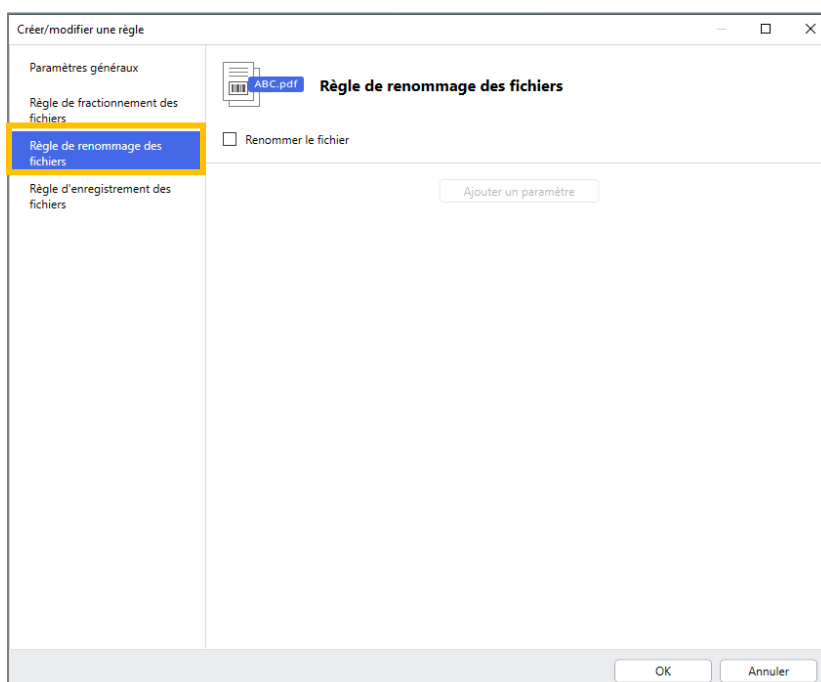 Créer/modifier une règle
Paramètres généraux
Règle de fractionnement des
fichiers
Règle de renommage des
fichiers
Règle d'enregistrement des
fichiers
ABC.pdf
Règle de renommage des fichiers
Renommer le fichier
Ajouter un paramètre
OK
Annuler